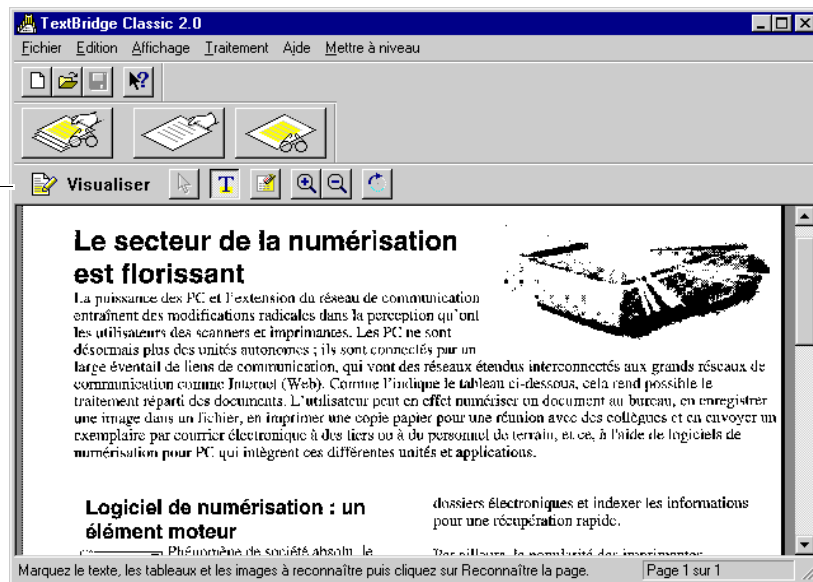 TextBridge Classic 2.0
Fichier Edition Affichage Traitement Aide Mettre à niveau
Visualiser T
Le secteur de la numérisation
est florissant
La puissance des PC et l'extension du réseau de communication
entraînent des modifications radicales dans la perception qu'ont
les utilisateurs des scanners et imprimantes. Les PC ne sont
désormais plus des unités autonomes ; ils sont connectés par un
large éventail de liens de communication, qui vont des réseaux étendus interconnectés aux grands réseaux de
communication comme Internet (Web). Comme l'indique le tableau ci-dessous, cela rend possible le
traitement réparti des documents. L'utilisateur peut en effet numériser un document au bureau, en enregistrer
une image dans un fichier, en imprimer une copie papier pour une réunion avec des collègues et en envoyer un
exemplaire par courrier électronique à des tiers ou à du personnel de terrain, et ce, à l'aide de logiciels de
numérisation pour PC qui intègrent ces différentes unités et applications.
Logiciel de numérisation : un
élément moteur
Phénomène de société absolu, le
dossiers électroniques et indexer les informations
pour une récupération rapide.
Par ailleurs, la popularité des imprimantes
Marquez le texte, les tableaux et les images à reconnaître puis cliquez sur Reconnaître la page. Page 1 sur 1